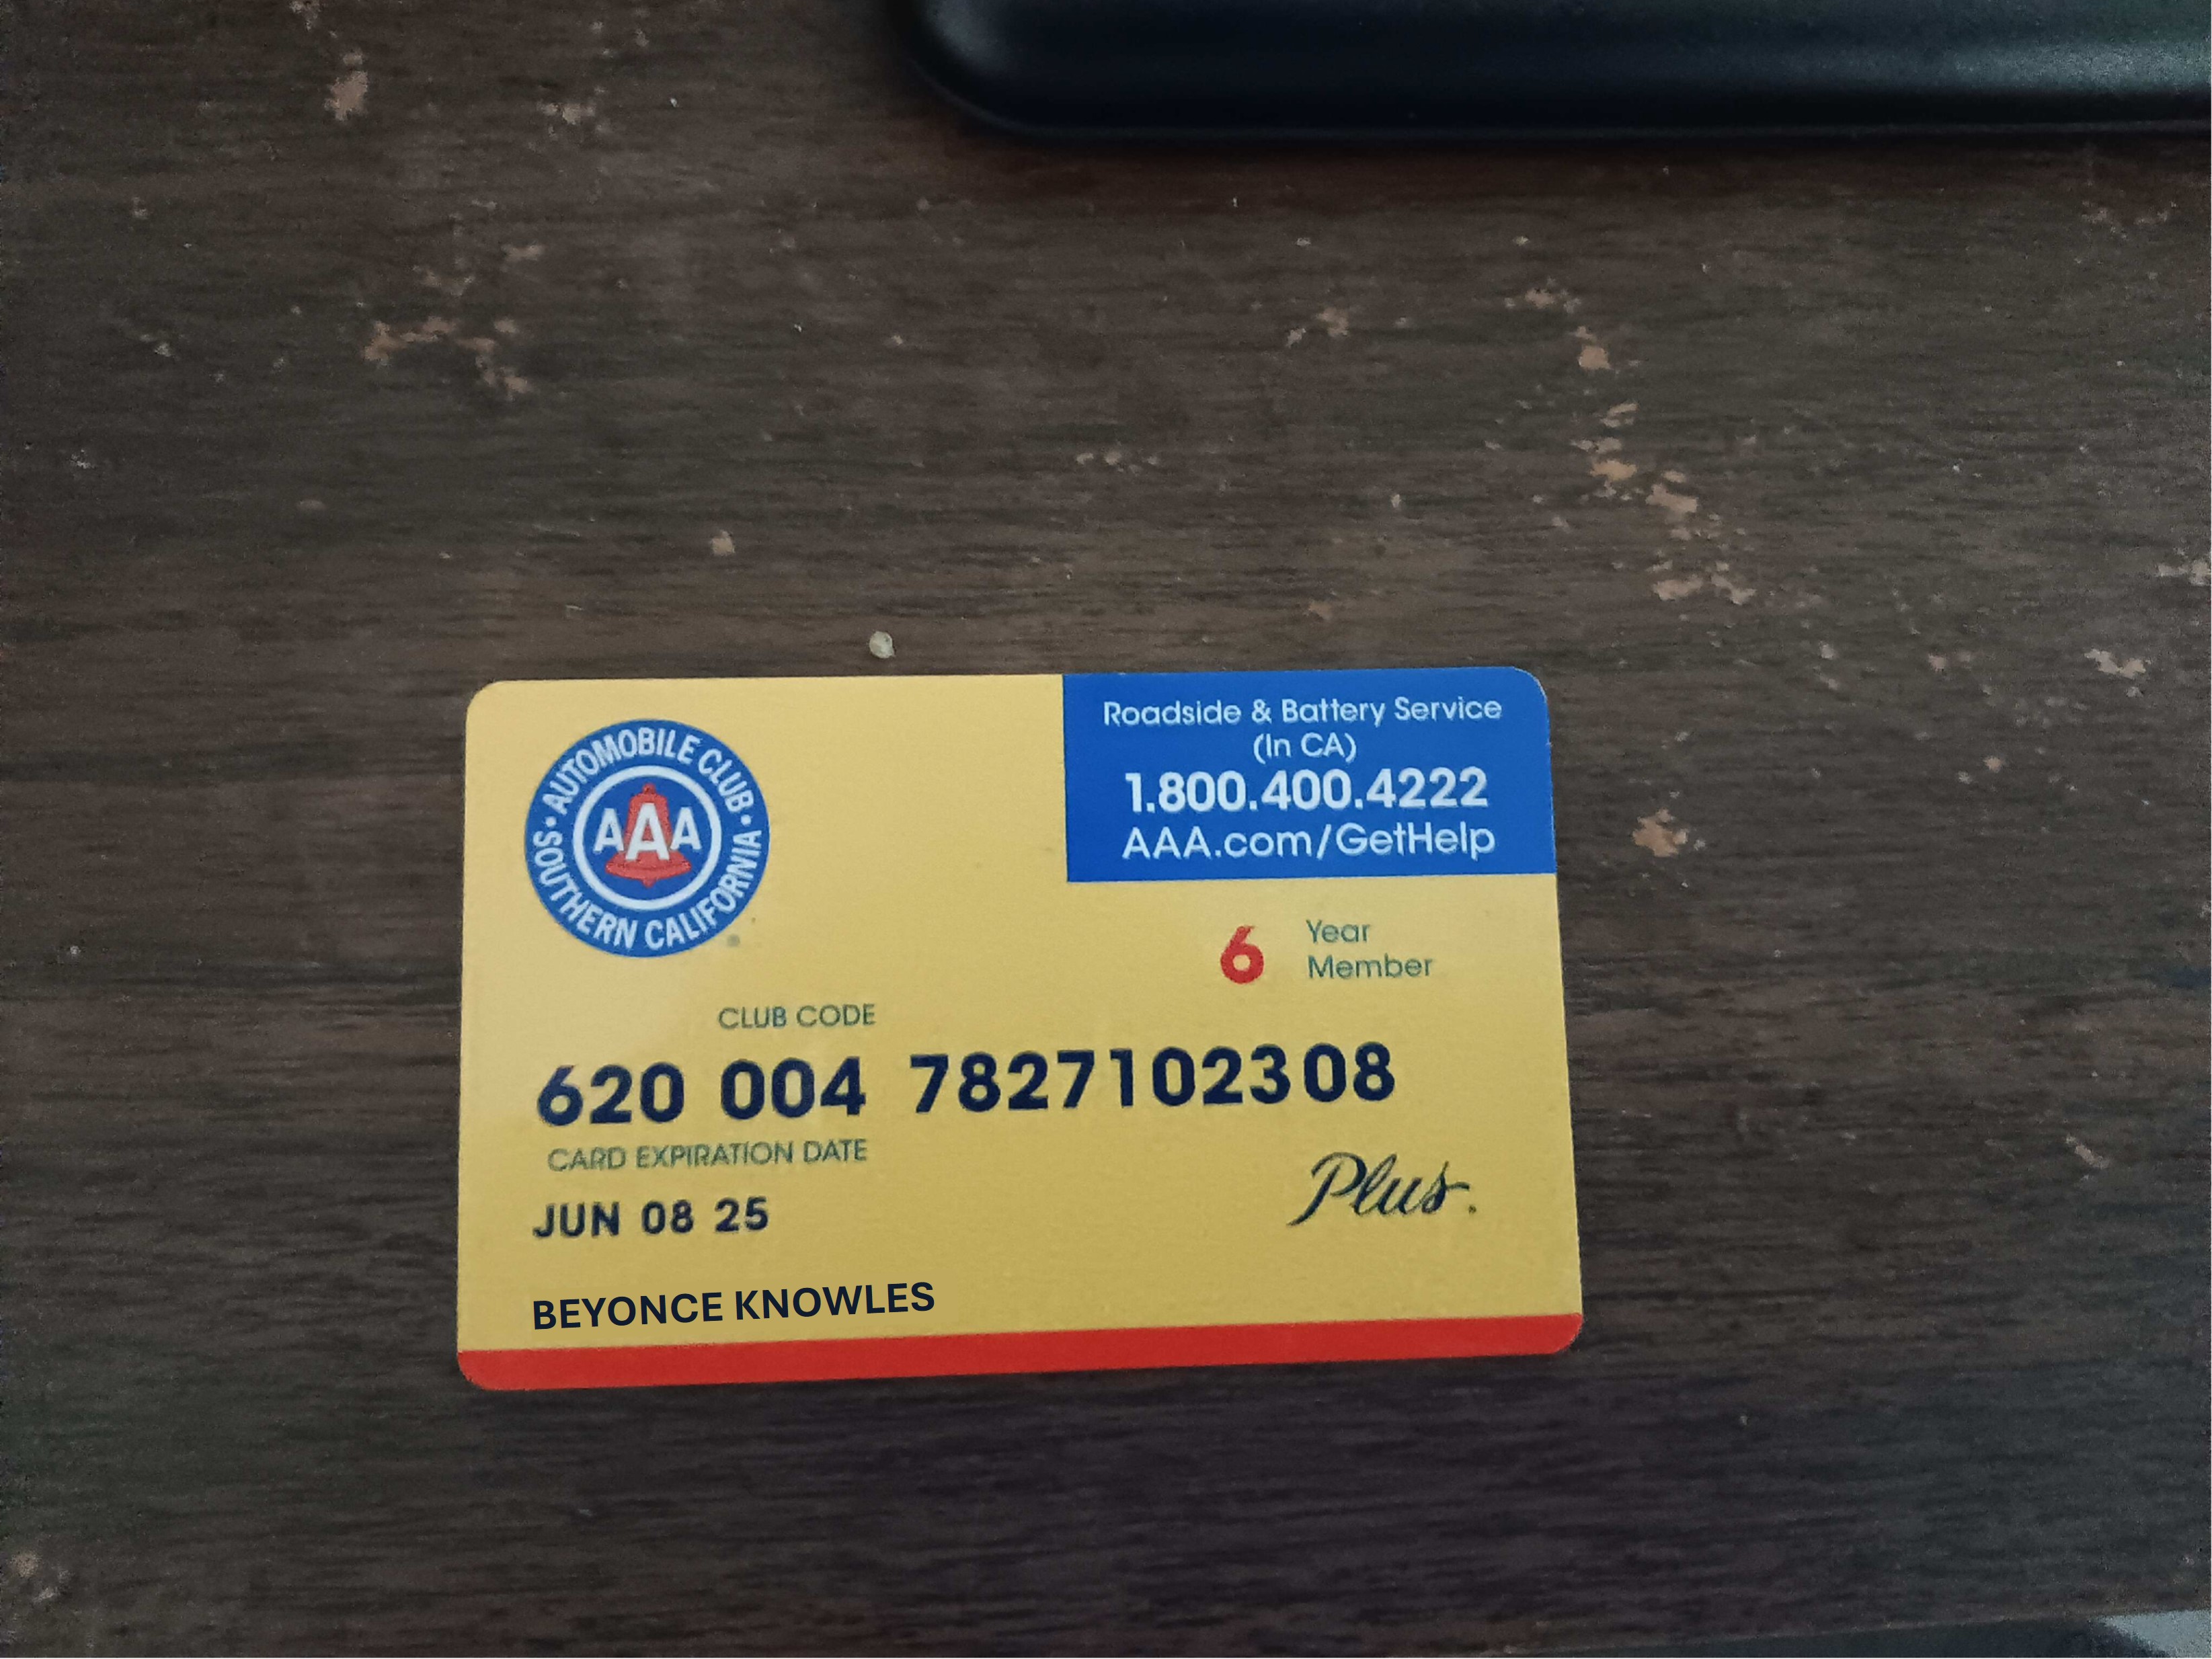 AUTOMOBILE CLUB
SOUTHERN CALIFORNIA
AAA
Roadside & Battery Service
(In CA)
1.800.400.4222
AAA.com/GetHelp
6 Year
Member
CLUB CODE
620 004 7827102308
CARD EXPIRATION DATE
JUN 08 25
Plus.
BEYONCE KNOWLES